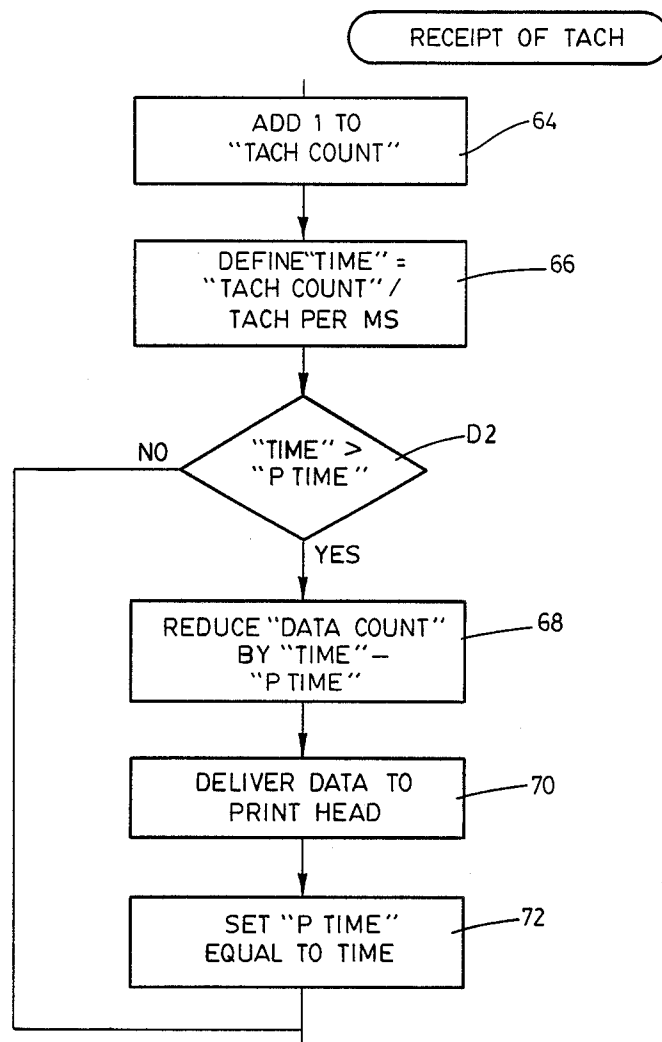 RECEIPT OF TACH
ADD 1 TO
"TACH COUNT"
64
DEFINE "TIME" =
"TACH COUNT" /
TACH PER MS
66
"TIME" >
"P TIME"
D2
NO
YES
REDUCE "DATA COUNT"
BY "TIME" –
"P TIME"
68
DELIVER DATA TO
PRINT HEAD
70
SET "P TIME"
EQUAL TO TIME
72